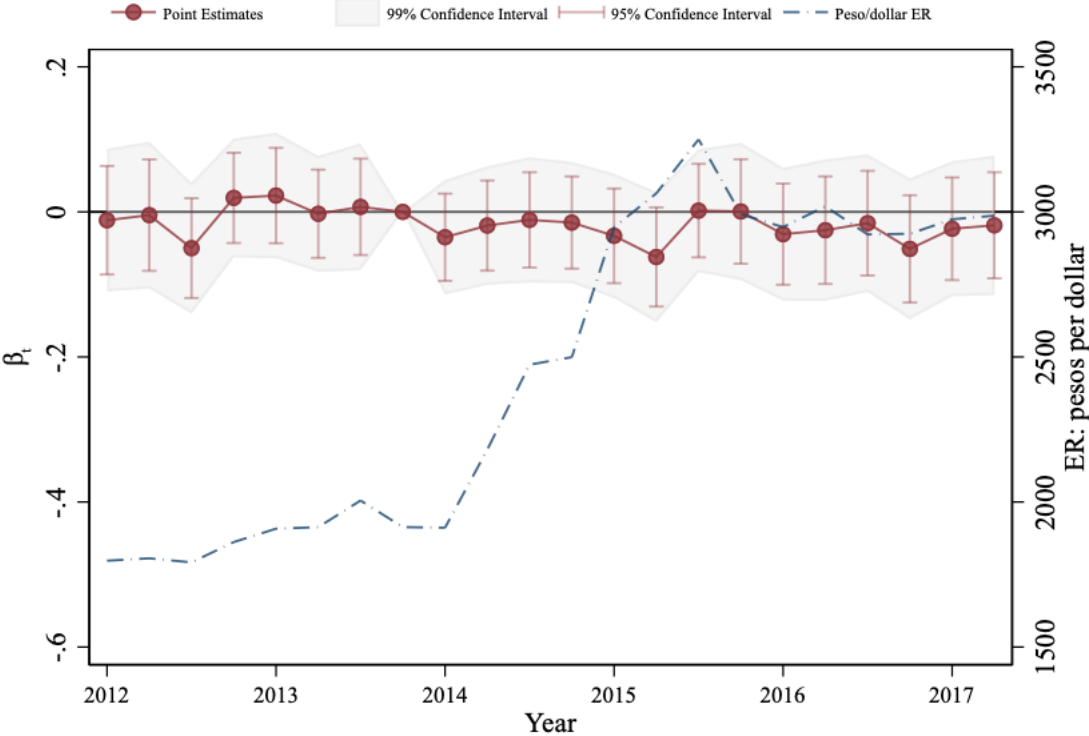 Point Estimates 99% Confidence Interval 95% Confidence Interval Peso/dollar ER
.2
0
-.2
-.4
-.6
βt
3500
3000
2500
2000
1500
ER: pesos per dollar
2012 2013 2014 2015 2016 2017
Year